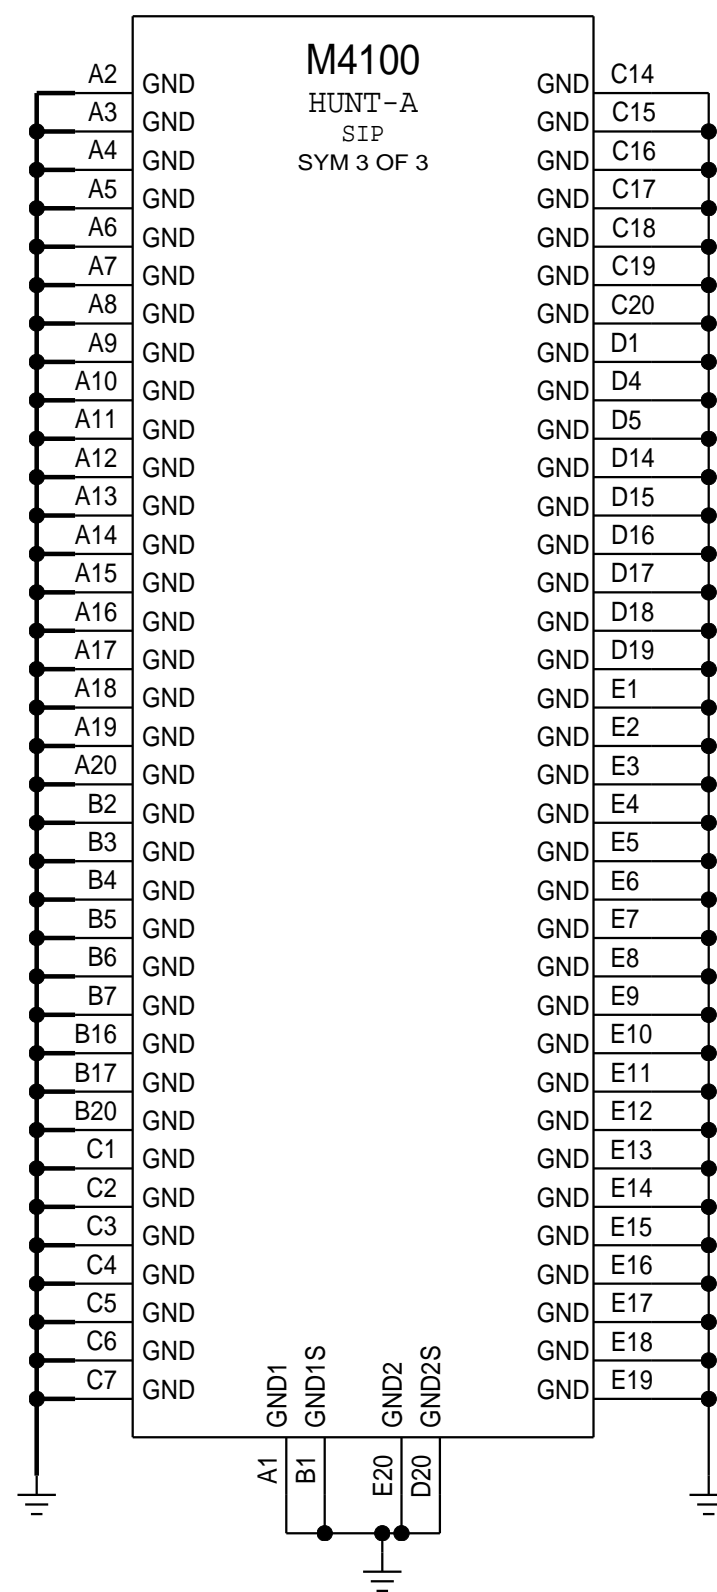 M4100
HUNT-A
SIP
SYM 3 OF 3
A2 GND GND C14
A3 GND GND C15
A4 GND GND C16
A5 GND GND C17
A6 GND GND C18
A7 GND GND C19
A8 GND GND C20
A9 GND GND D1
A10 GND GND D4
A11 GND GND D5
A12 GND GND D14
A13 GND GND D15
A14 GND GND D16
A15 GND GND D17
A16 GND GND D18
A17 GND GND D19
A18 GND GND E1
A19 GND GND E2
A20 GND GND E3
B2 GND GND E4
B3 GND GND E5
B4 GND GND E6
B5 GND GND E7
B6 GND GND E8
B7 GND GND E9
B16 GND GND E10
B17 GND GND E11
B20 GND GND E12
C1 GND GND E13
C2 GND GND E14
C3 GND GND E15
C4 GND GND E16
C5 GND GND E17
C6 GND GND E18
C7 GND GND E19
GND1 GND1S GND2 GND2S
A1 B1 E20 D20